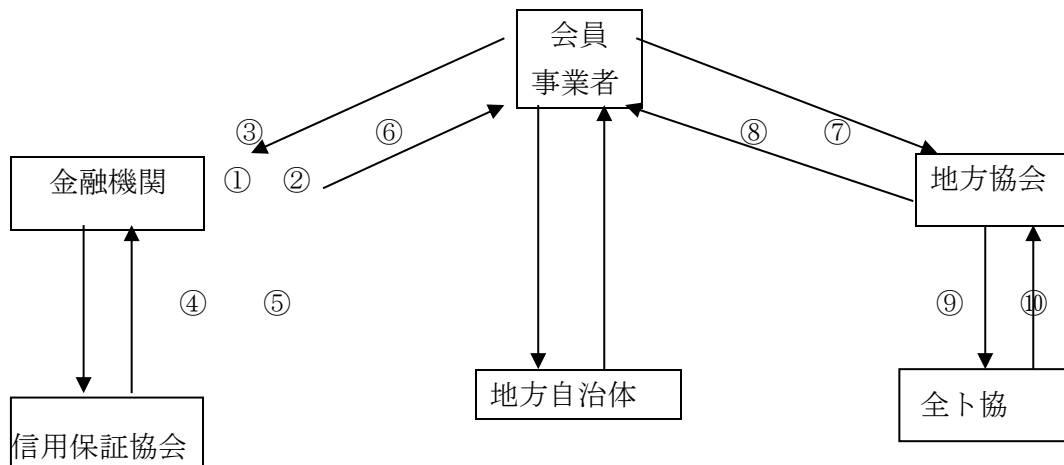 会員
事業者
③
⑥
⑧
⑦
金融機関
①
②
地方協会
④
⑤
⑨
⑩
地方自治体
全ト協
信用保証協会